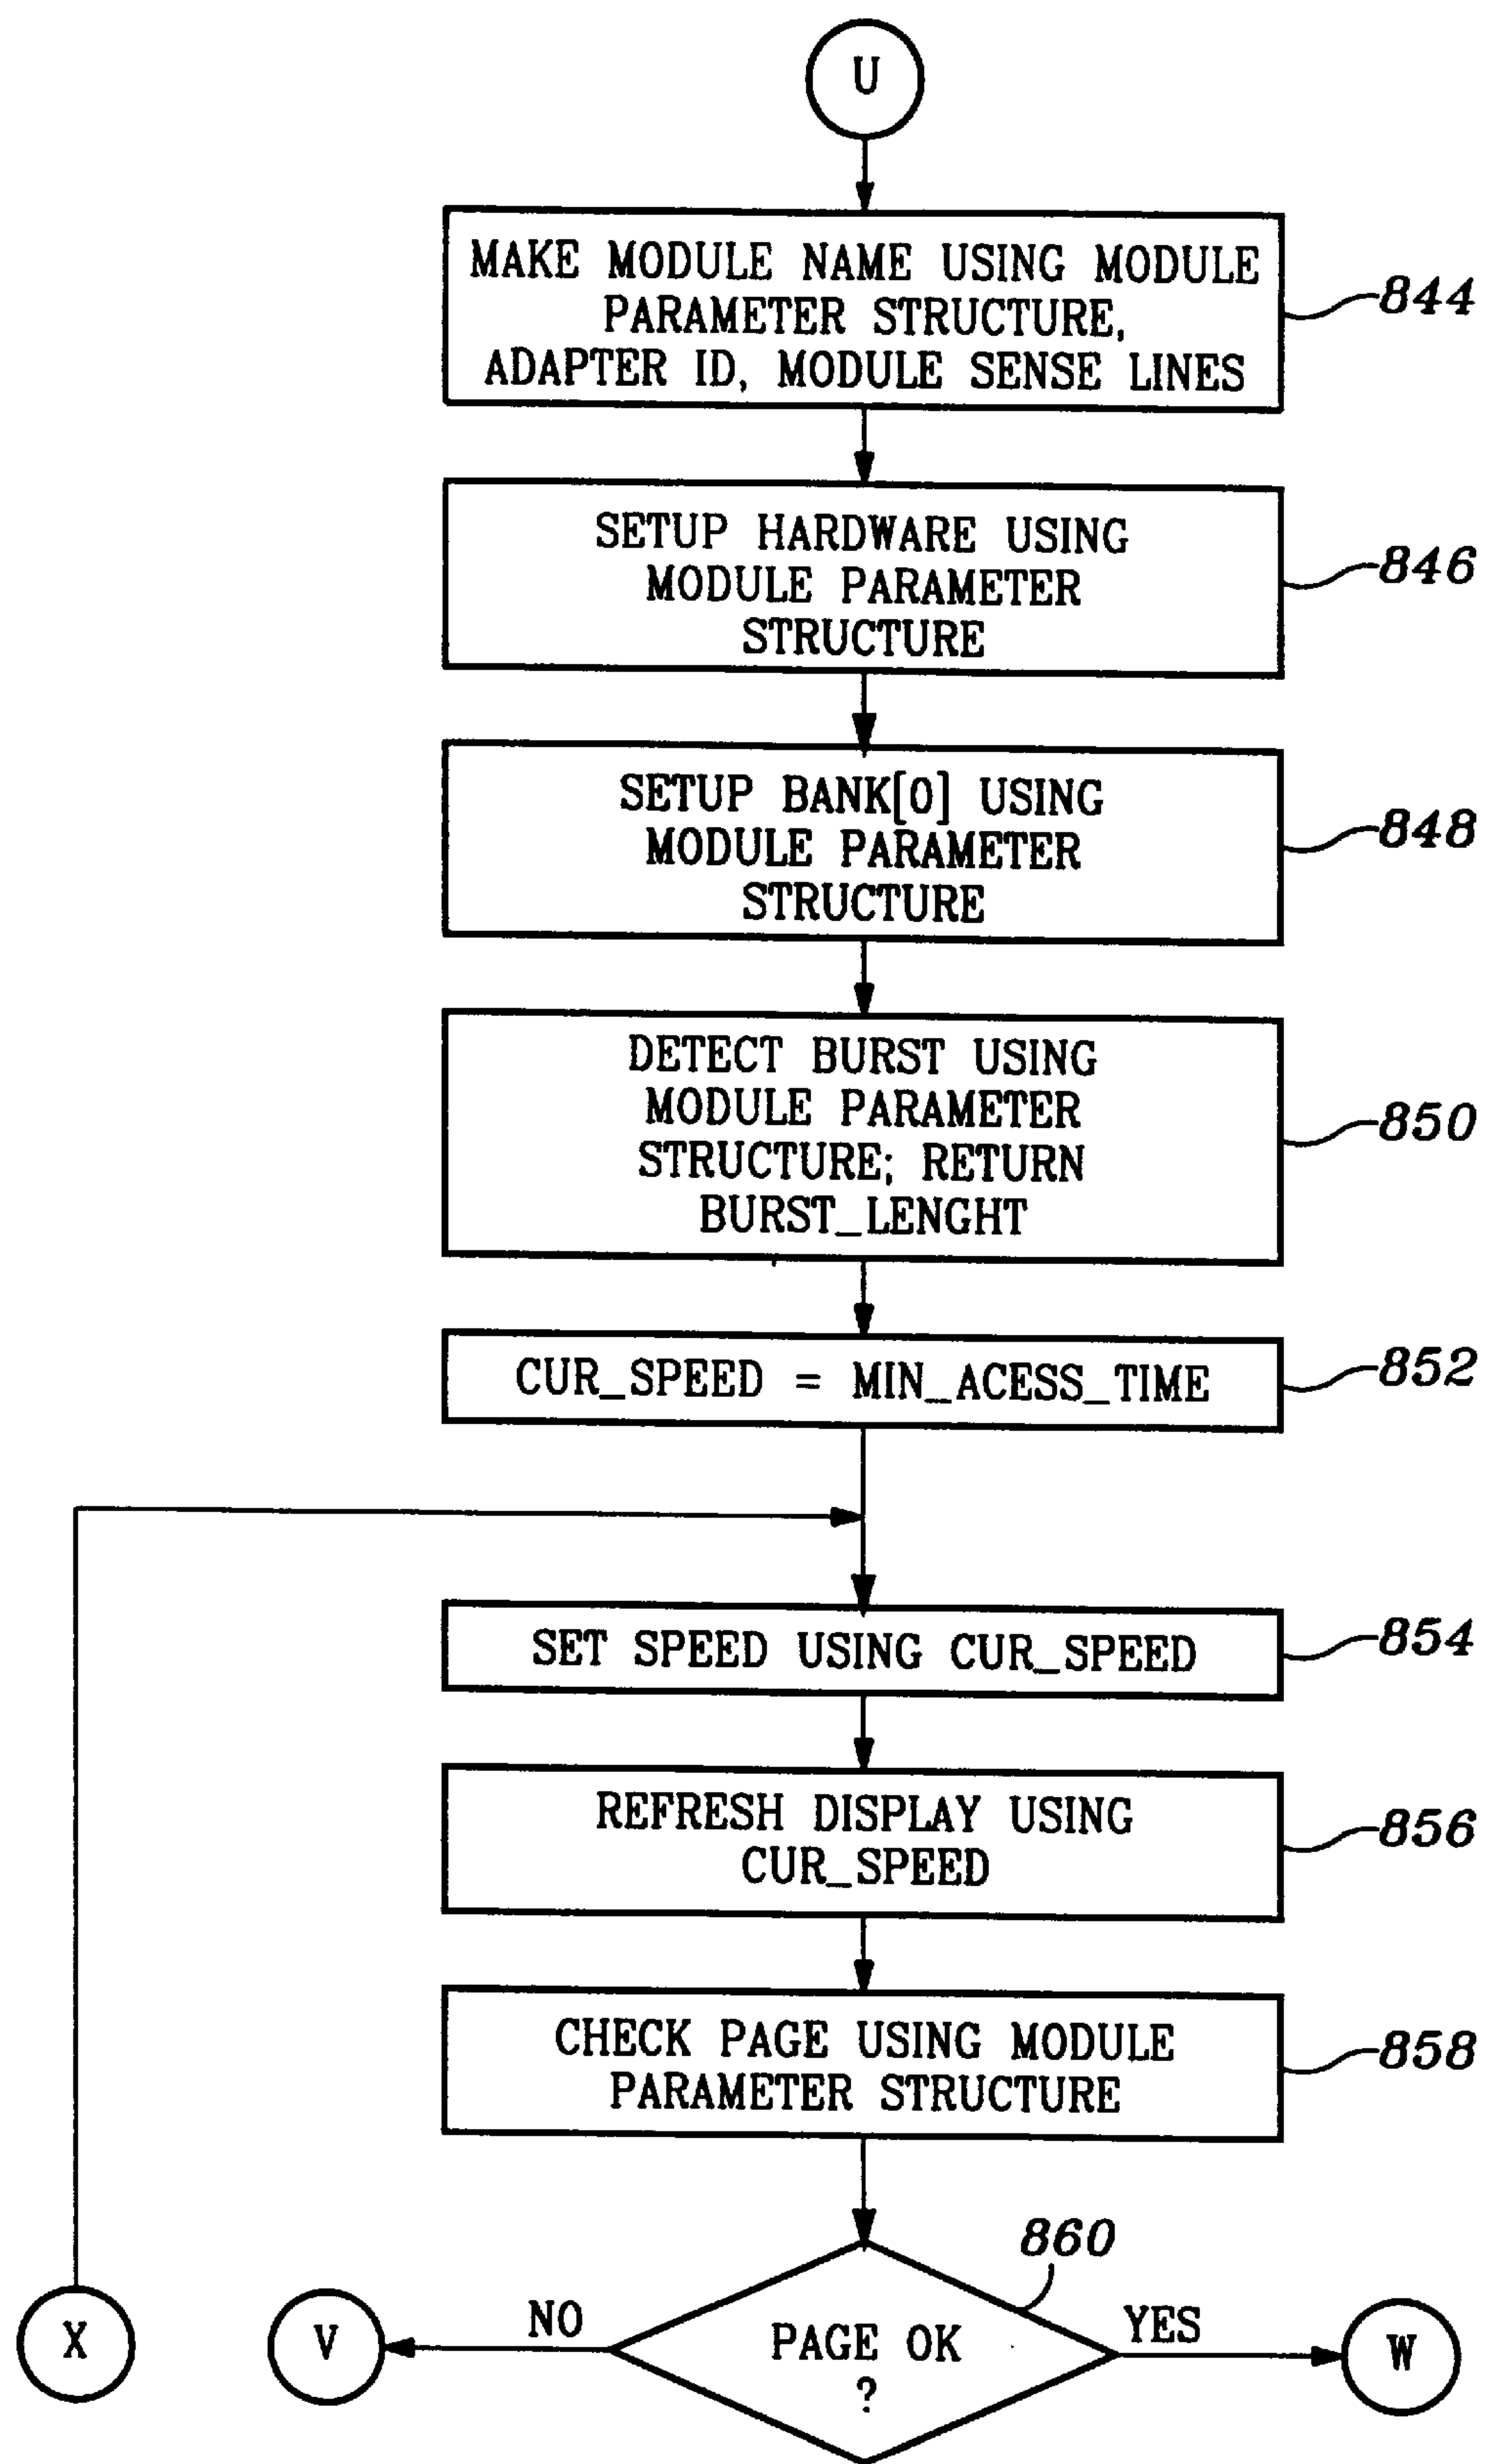 U
MAKE MODULE NAME USING MODULE
PARAMETER STRUCTURE,
ADAPTER ID, MODULE SENSE LINES
844
SETUP HARDWARE USING
MODULE PARAMETER
STRUCTURE
846
SETUP BANK[0] USING
MODULE PARAMETER
STRUCTURE
848
DETECT BURST USING
MODULE PARAMETER
STRUCTURE; RETURN
BURST_LENGHT
850
CUR_SPEED = MIN_ACESS_TIME
852
SET SPEED USING CUR_SPEED
854
REFRESH DISPLAY USING
CUR_SPEED
856
CHECK PAGE USING MODULE
PARAMETER STRUCTURE
858
860
X
V
NO
PAGE OK
?
YES
W